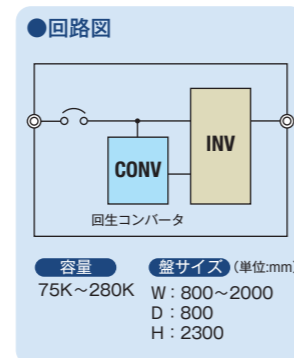 ●回路図
INV
CONV
回生コンバータ
容量
75K～280K
盤サイズ (単位:mm)
W：800～2000
D：800
H：2300